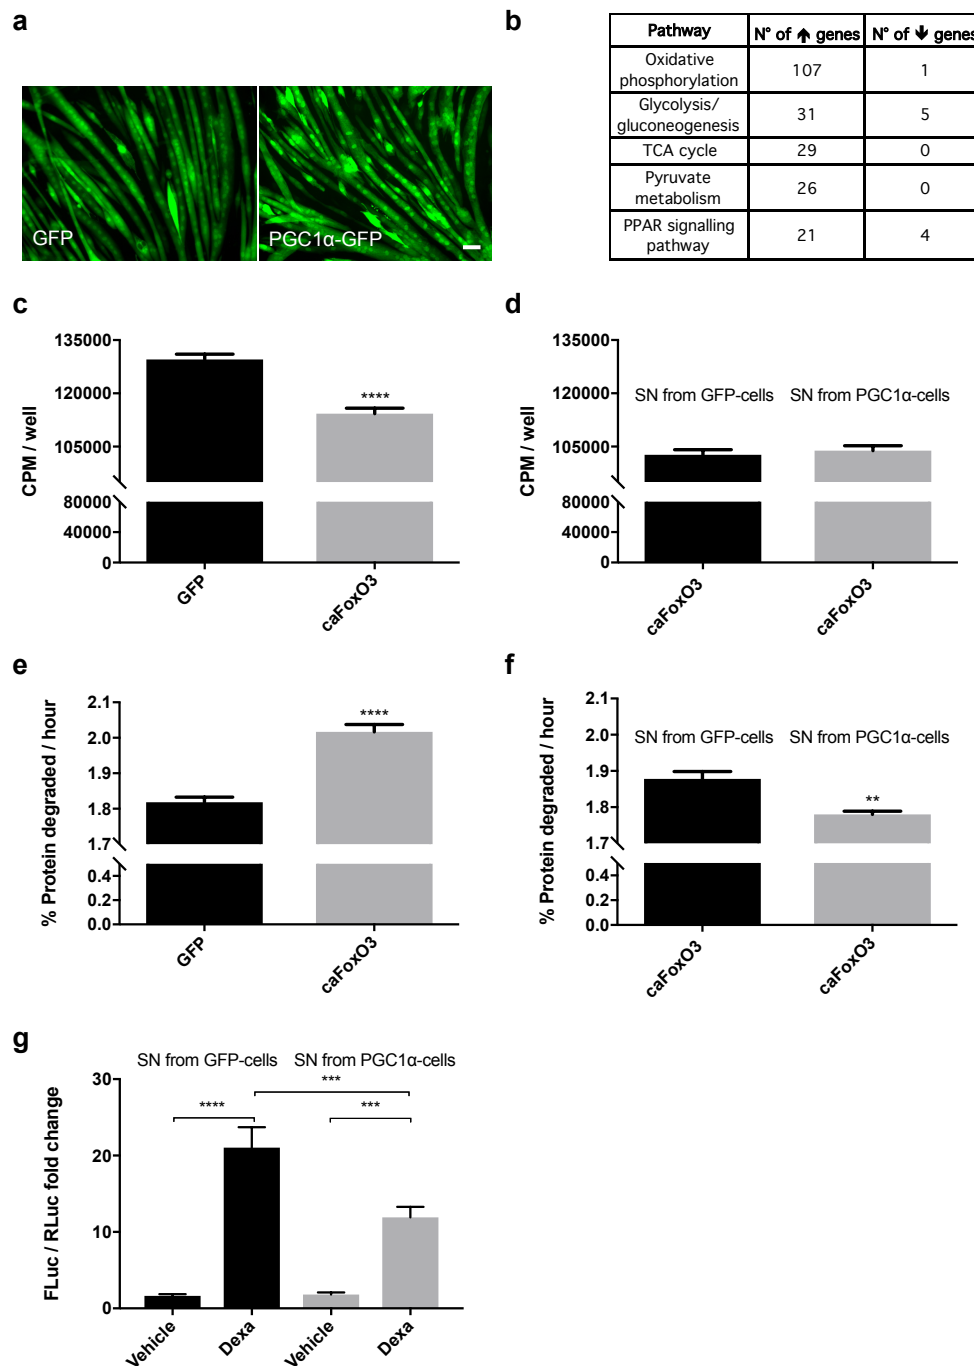 a
GFP
PGC1α-GFP
b
Pathway N° of 🡹 genes N° of 🡻 genes
Oxidative phosphorylation 107 1
Glycolysis/ gluconeogenesis 31 5
TCA cycle 29 0
Pyruvate metabolism 26 0
PPAR signalling pathway 21 4
c
CPM / well
135000
120000
105000
80000
40000
0
****
GFP
caFoxO3
d
CPM / well
135000
120000
105000
80000
40000
0
SN from GFP-cells
SN from PGC1α-cells
caFoxO3
caFoxO3
e
% Protein degraded / hour
2.1
2.0
1.9
1.8
1.7
0.4
0.2
0.0
****
GFP
caFoxO3
f
% Protein degraded / hour
2.1
2.0
1.9
1.8
1.7
0.4
0.2
0.0
SN from GFP-cells
SN from PGC1α-cells
**
caFoxO3
caFoxO3
g
FLuc / RLuc fold change
30
20
10
0
SN from GFP-cells
SN from PGC1α-cells
***
****
***
Vehicle
Dexa
Vehicle
Dexa